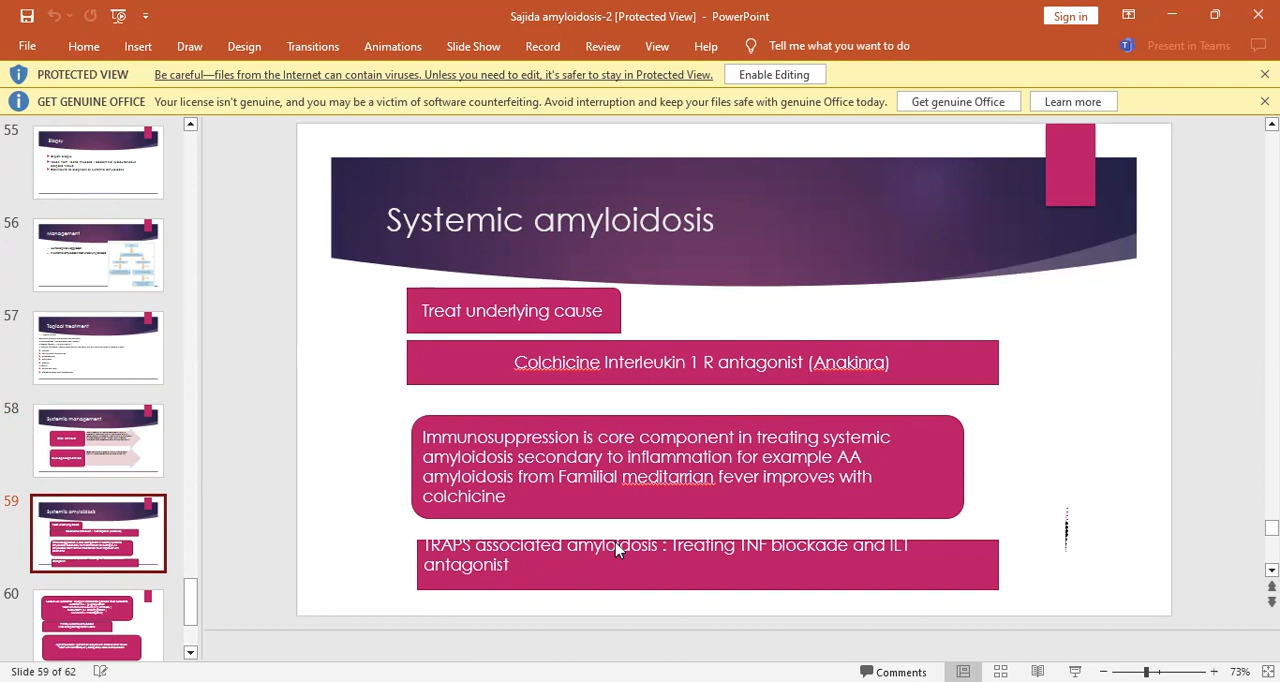 Sajida amyloidosis-2 [Protected View] - PowerPoint
Sign in
File Home Insert Draw Design Transitions Animations Slide Show Record Review View Help Tell me what you want to do Present in Teams
PROTECTED VIEW Be careful—files from the Internet can contain viruses. Unless you need to edit, it's safer to stay in Protected View. Enable Editing
GET GENUINE OFFICE Your license isn't genuine, and you may be a victim of software counterfeiting. Avoid interruption and keep your files safe with genuine Office today. Get genuine Office Learn more
55
56
Management
57
Topical treatment
58
Systemic management
59
Systemic amyloidosis
60
Systemic amyloidosis
Treat underlying cause
Colchicine Interleukin 1 R antagonist (Anakinra)
Immunosuppression is core component in treating systemic
amyloidosis secondary to inflammation for example AA
amyloidosis from Familial meditarrian fever improves with
colchicine
TRAPS associated amyloidosis : Treating TNF blockade and IL1
antagonist
Slide 59 of 62
Comments
73%